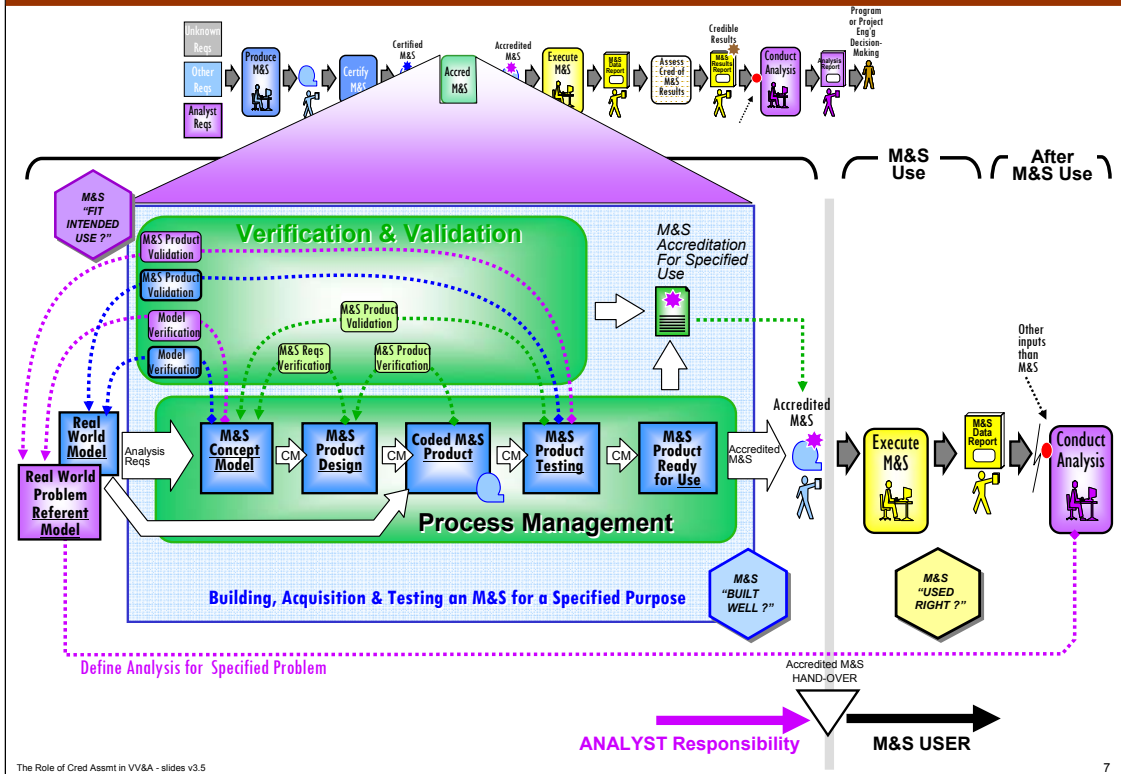 Unknown
Reqs
Other
Reqs
Analyst
Reqs
Produce
M&S
Certify
M&S
Certified
M&S
Accred
M&S
Accredited
M&S
Execute
M&S
M&S
Data
Report
Assess
Cred of
M&S
Results
Credible
Results
M&S
Results
Report
Conduct
Analysis
Analysis
Report
Program
or Project
Eng'g
Decision-
Making
M&S
Use
After
M&S Use
M&S
"FIT
INTENDED
USE ?"
Verification & Validation
M&S Product
Validation
M&S Product
Validation
Model
Verification
Model
Verification
M&S Product
Validation
M&S Reqs
Verification
M&S Product
Verification
M&S
Accreditation
For Specified
Use
Real
World
Model
Real World
Problem
Referent
Model
Analysis
Reqs
M&S
Concept
Model
CM
M&S
Product
Design
CM
Coded M&S
Product
CM
M&S
Product
Testing
CM
M&S
Product
Ready
for Use
Accredited
M&S
Process Management
Accredited
M&S
Execute
M&S
M&S
Data
Report
Other
inputs
than
M&S
Conduct
Analysis
Building, Acquisition & Testing an M&S for a Specified Purpose
M&S
"BUILT
WELL ?"
M&S
"USED
RIGHT ?"
Define Analysis for Specified Problem
Accredited M&S
HAND-OVER
ANALYST Responsibility
M&S USER
The Role of Cred Assmt in VV&A - slides v3.5
7